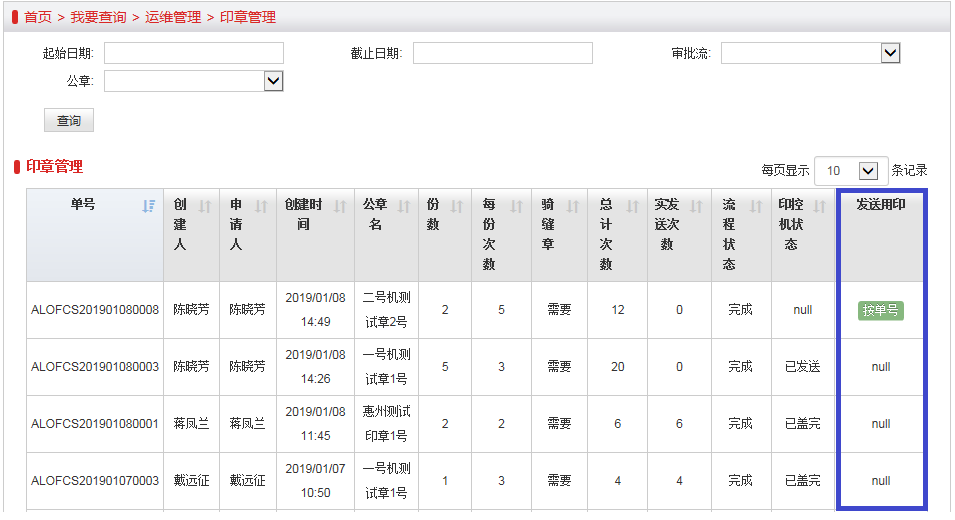 首页 > 我要查询 > 运维管理 > 印章管理
起始日期: 截止日期: 审批流:
公章:
查询
印章管理
每页显示 10 条记录
单号 创建人 申请人 创建时间 公章名 份数 每份次数 骑缝章 总计次数 实发送次数 流程状态 印控机状态 发送用印
ALOFCS201901080008 陈晓芳 陈晓芳 2019/01/08 14:49 二号机测试章2号 2 5 需要 12 0 完成 null 按单号
ALOFCS201901080003 陈晓芳 陈晓芳 2019/01/08 14:26 一号机测试章1号 5 3 需要 20 0 完成 已发送 null
ALOFCS201901080001 蒋凤兰 蒋凤兰 2019/01/08 11:45 惠州测试印章1号 2 2 需要 6 6 完成 已盖完 null
ALOFCS201901070003 戴远征 戴远征 2019/01/07 10:50 一号机测试章1号 1 3 需要 4 4 完成 已盖完 null